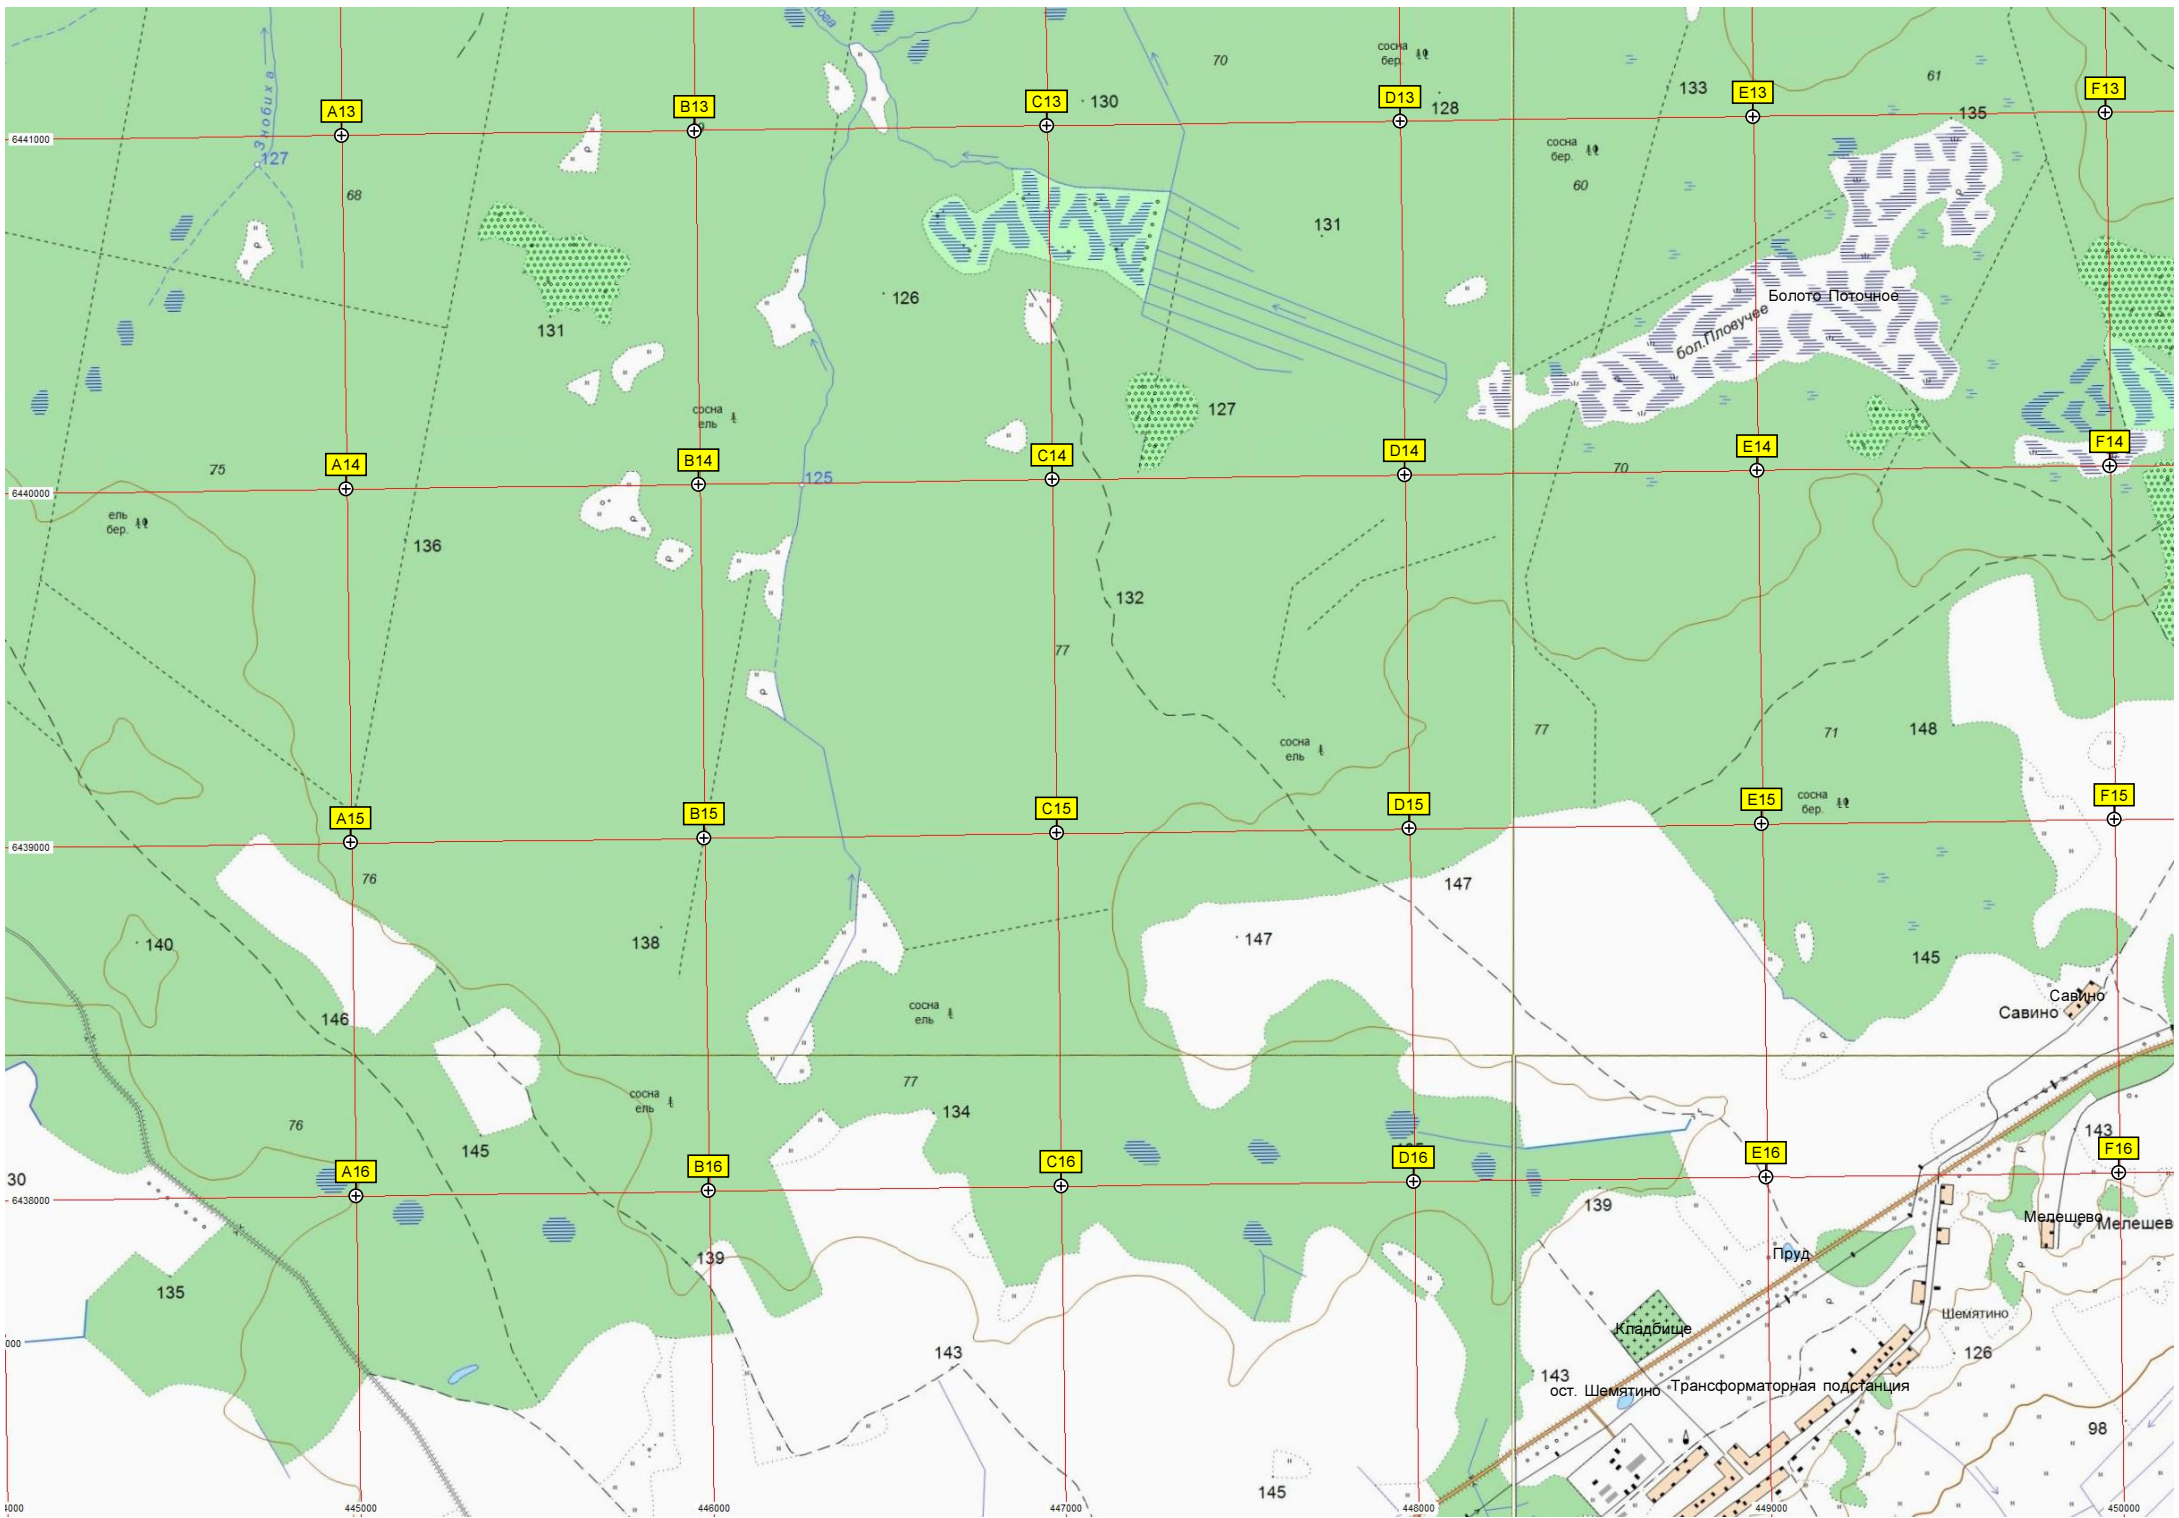 70
сосна
бер.
61
A13
B13
C13
130
D13
128
133
E13
F13
135
6441000
Знобиха
127
68
сосна
бер.
60
131
126
131
Болото Поточное
бол.Пловучее
127
сосна
ель
A14
B14
C14
D14
E14
F14
75
125
70
6440000
ель
бер.
136
132
77
77
71
148
сосна
ель
A15
B15
C15
D15
E15
сосна
бер.
F15
6439000
76
147
140
138
147
145
146
Савино
Савино
сосна
ель
77
сосна
ель
134
76
145
143
30
A16
B16
C16
D16
E16
F16
6438000
139
Мелешево
Мелешев
139
Пруд
135
Шемятино
Кладбище
000
143
126
143
ост. Шемятино
Трансформаторная подстанция
98
145
4000
445000
446000
447000
448000
449000
450000